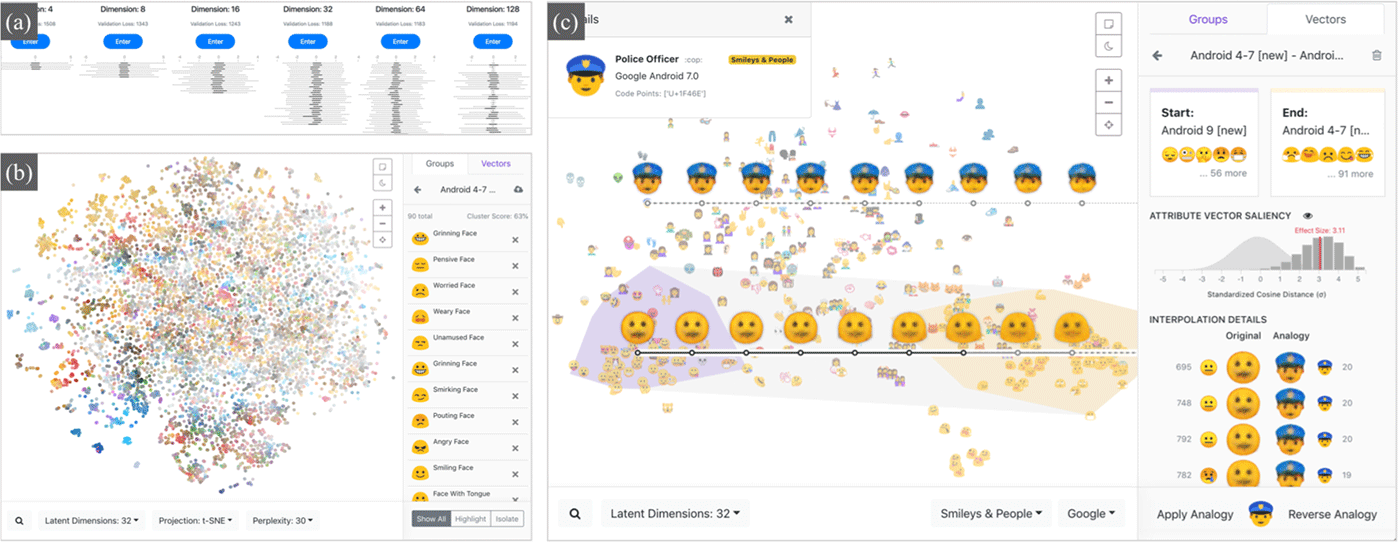 (a)
n: 4
Dimension: 8
Dimension: 16
Dimension: 32
Dimension: 64
Dimension: 128
Loss: 1508
Validation Loss: 1343
Validation Loss: 1243
Validation Loss: 1168
Validation Loss: 1183
Validation Loss: 1194
Enter
Enter
Enter
Enter
Enter
Enter
(b)
Groups
Vectors
Android 4-7 ...
90 total
Cluster Score: 63%
Grinning Face
Pensive Face
Worried Face
Weary Face
Unamused Face
Grinning Face
Smirking Face
Pouting Face
Angry Face
Smiling Face
Face With Tongue
Latent Dimensions: 32
Projection: t-SNE
Perplexity: 30
Show All
Highlight
Isolate
(c)
ails
Police Officer :cop:
Smileys & People
Google Android 7.0
Code Points: ['U+1F46E']
Latent Dimensions: 32
Smileys & People
Google
Groups
Vectors
Android 4-7 [new] - Androi...
Start:
Android 9 [new]
... 56 more
End:
Android 4-7 [n...
... 91 more
ATTRIBUTE VECTOR SALIENCY
Effect Size: 3.11
-5 -4 -3 -2 -1 0 1 2 3 4 5
Standardized Cosine Distance (σ)
INTERPOLATION DETAILS
Original
Analogy
695
20
748
20
792
20
782
19
Apply Analogy
Reverse Analogy